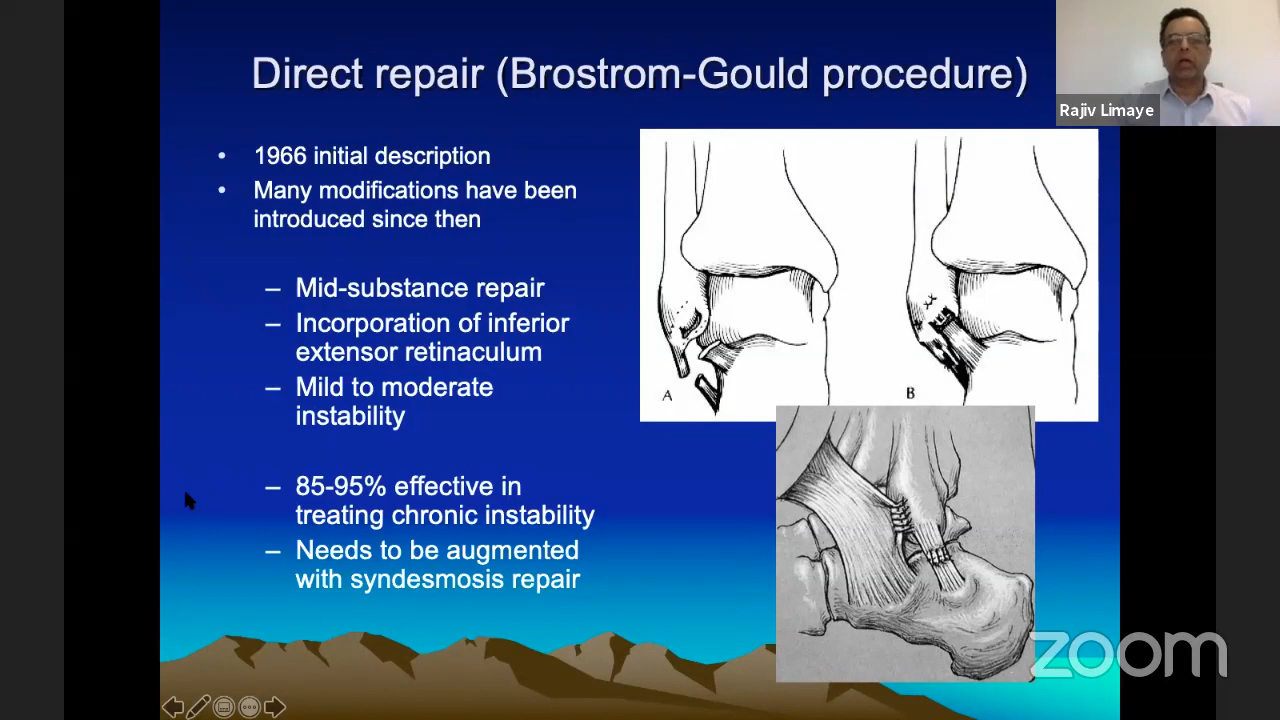 Direct repair (Brostrom-Gould procedure)
Rajiv Limaye
• 1966 initial description
• Many modifications have been
introduced since then
– Mid-substance repair
– Incorporation of inferior
extensor retinaculum
– Mild to moderate
instability
– 85-95% effective in
treating chronic instability
– Needs to be augmented
with syndesmosis repair
A
B
zoom